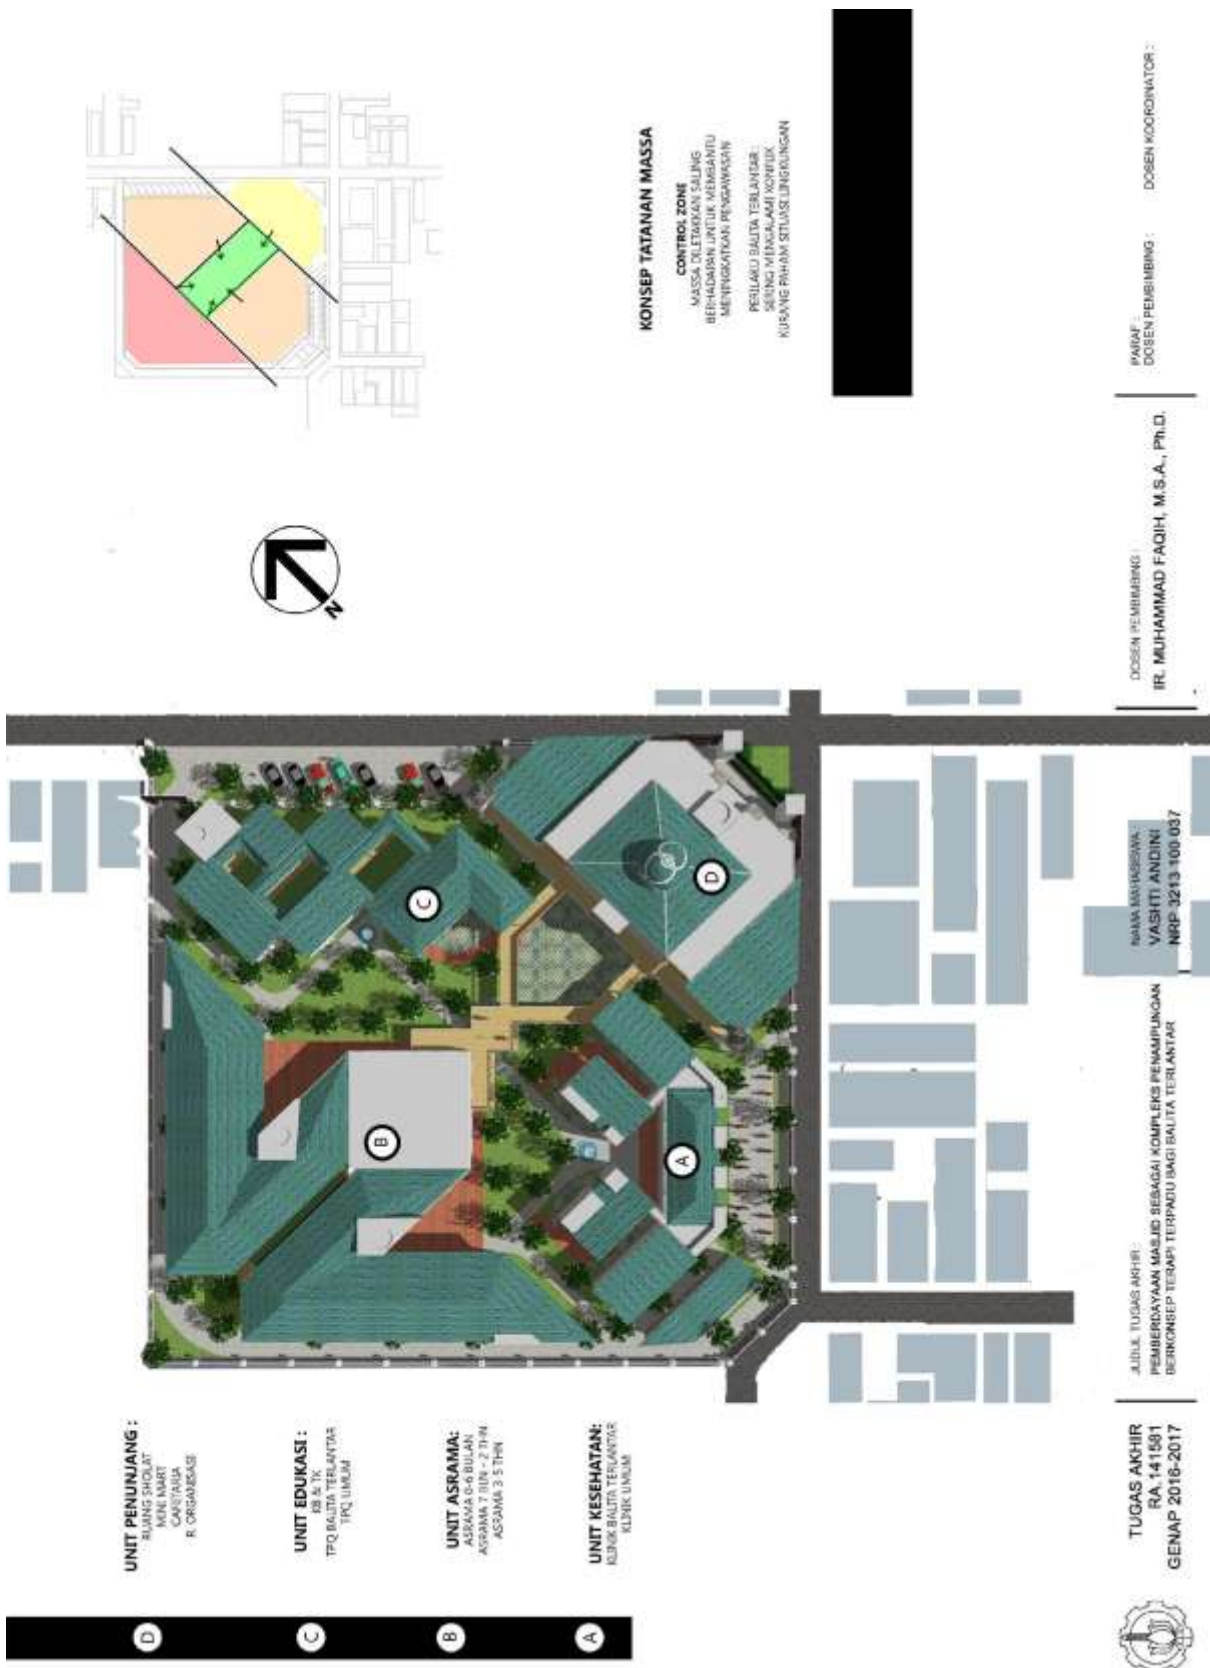 KONSEP TATANAN MASSA
CONTROL ZONE
MASSA DILETAKKAN SALING
BERHADAPAN UNTUK MEMBANTU
MENINGKATKAN PENGAWASAN
PERILAKU BALITA TERLANTAR :
SERING MENGALAMI KONFLIK
KURANG PAHAM SITUASI LINGKUNGAN
N
A
B
C
D
D
UNIT PENUNJANG :
RUANG SHOLAT
MINI MART
CAFETARIA
R. ORGANISASI
C
UNIT EDUKASI :
KB & TK
TPQ BALITA TERLANTAR
TPQ UMUM
B
UNIT ASRAMA:
ASRAMA 0-6 BULAN
ASRAMA 7 BLN - 2 THN
ASRAMA 3-5 THN
A
UNIT KESEHATAN:
KLINIK BALITA TERLANTAR
KLINIK UMUM
TUGAS AKHIR
RA.141581
GENAP 2016-2017
JUDUL TUGAS AKHIR :
PEMBERDAYAAN MASJID SEBAGAI KOMPLEKS PENAMPUNGAN
BERKONSEP TERAPI TERPADU BAGI BALITA TERLANTAR
NAMA MAHASISWA :
VASHTI ANDINI
NRP 3213 100 037
DOSEN PEMBIMBING :
IR. MUHAMMAD FAQIH, M.S.A., Ph.D.
PARAF :
DOSEN PEMBIMBING :
DOSEN KOORDINATOR :